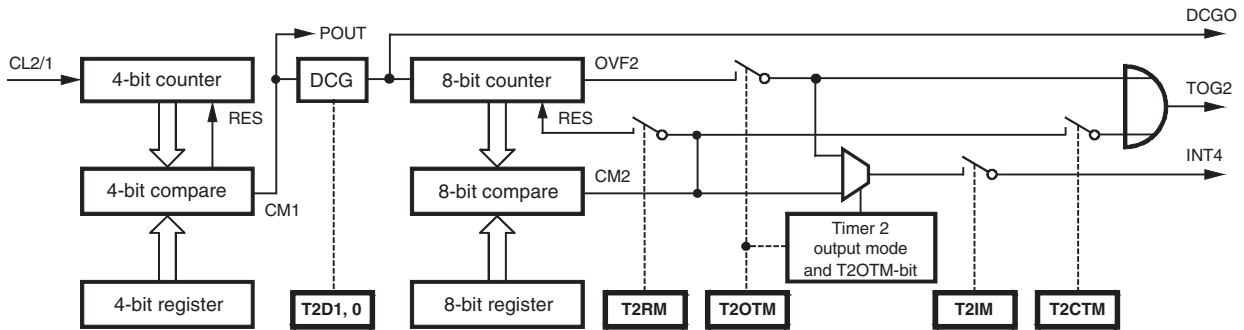 DCGO
POUT
CL2/1
4-bit counter
DCG
8-bit counter
OVF2
TOG2
RES
RES
INT4
4-bit compare
CM1
8-bit compare
CM2
Timer 2
output mode
and T2OTM-bit
4-bit register
T2D1, 0
8-bit register
T2RM
T2OTM
T2IM
T2CTM